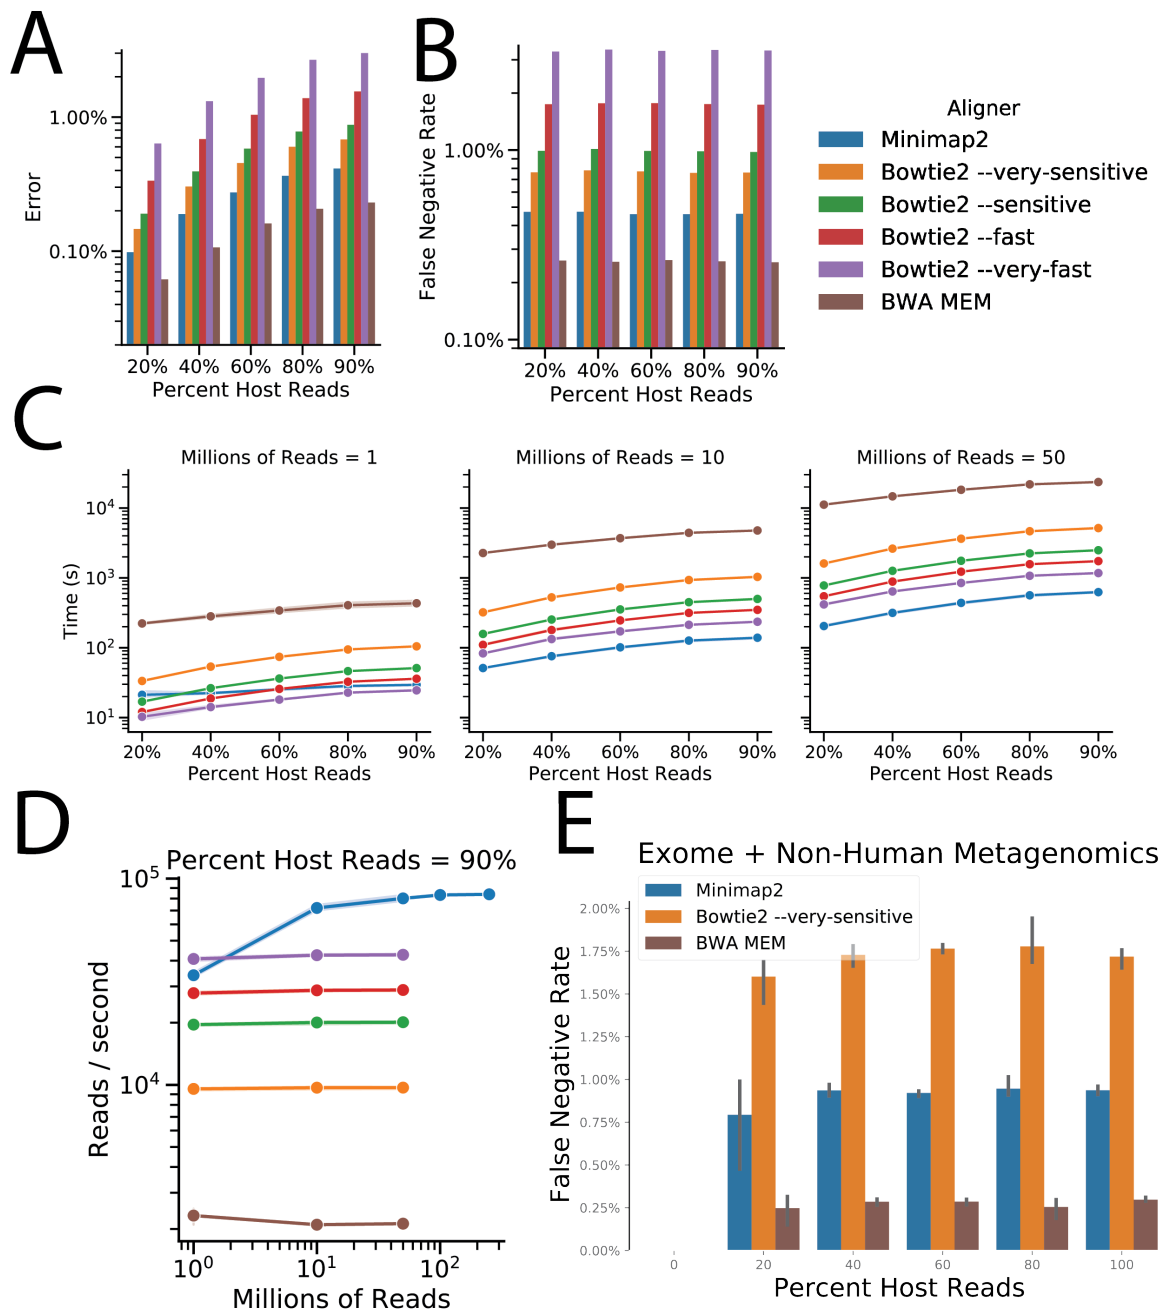 A
Error
1.00%
0.10%
20% 40% 60% 80% 90%
Percent Host Reads
B
False Negative Rate
1.00%
0.10%
20% 40% 60% 80% 90%
Percent Host Reads
Aligner
Minimap2
Bowtie2 --very-sensitive
Bowtie2 --sensitive
Bowtie2 --fast
Bowtie2 --very-fast
BWA MEM
C
Time (s)
10⁴
10³
10²
10¹
Millions of Reads = 1
20% 40% 60% 80% 90%
Percent Host Reads
Millions of Reads = 10
20% 40% 60% 80% 90%
Percent Host Reads
Millions of Reads = 50
20% 40% 60% 80% 90%
Percent Host Reads
D
Percent Host Reads = 90%
Reads / second
10⁵
10⁴
10⁰ 10¹ 10²
Millions of Reads
E
Exome + Non-Human Metagenomics
Minimap2
Bowtie2 --very-sensitive
BWA MEM
False Negative Rate
2.00%
1.75%
1.50%
1.25%
1.00%
0.75%
0.50%
0.25%
0.00%
0 20 40 60 80 100
Percent Host Reads